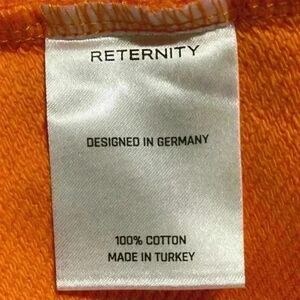 RETERNITY
DESIGNED IN GERMANY
100% COTTON
MADE IN TURKEY